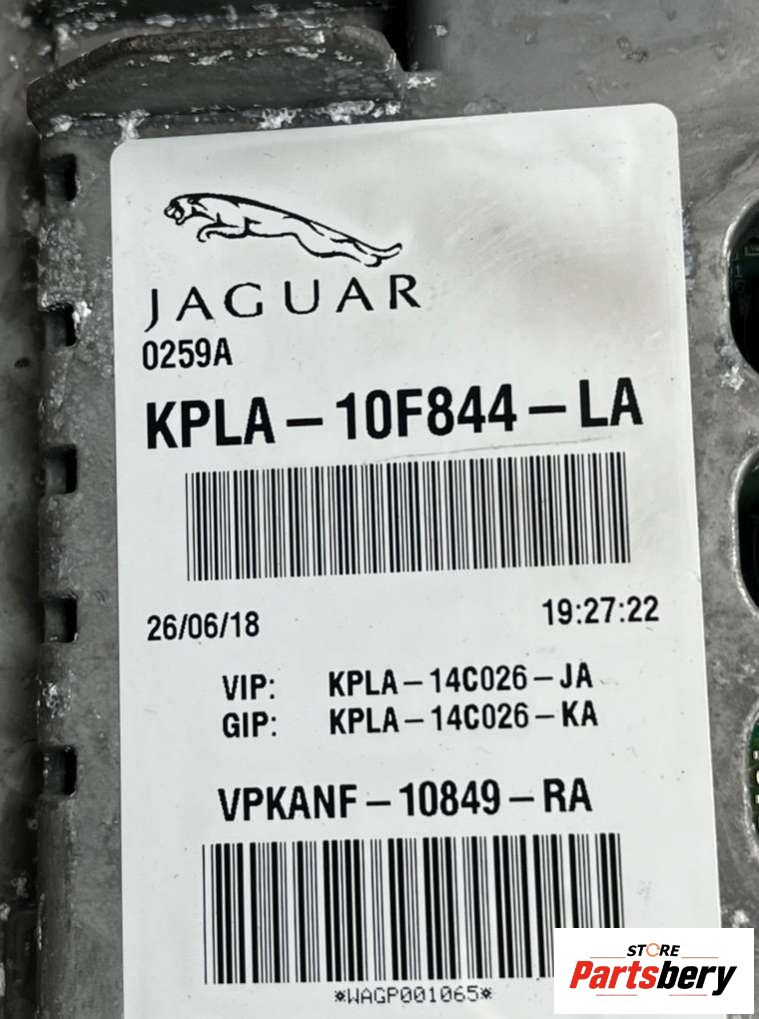 JAGUAR
0259A
KPLA-10F844-LA
26/06/18 19:27:22
VIP: KPLA-14C026-JA
GIP: KPLA-14C026-KA
VPKANF-10849-RA
*WAGP001065*
STORE
Partsbery